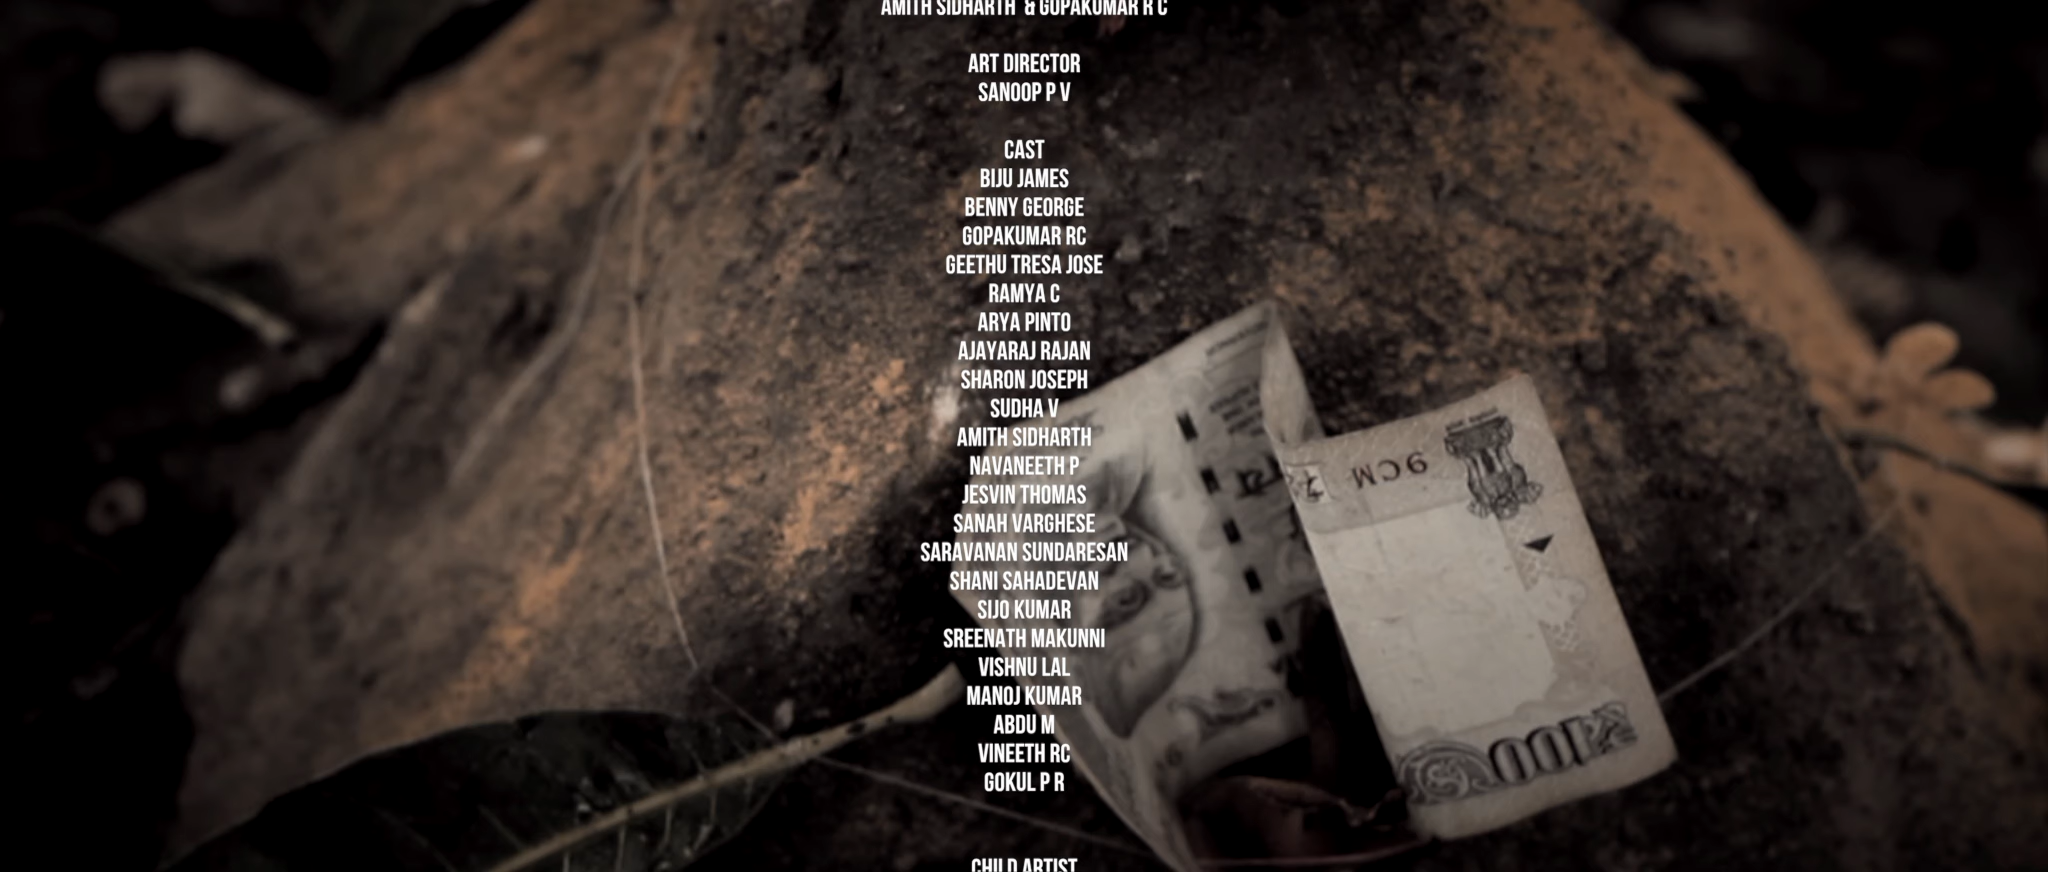 AMITH SIDHARTH & GOPAKUMAR R C
ART DIRECTOR
SANOOP P V
CAST
BIJU JAMES
BENNY GEORGE
GOPAKUMAR RC
GEETHU TRESA JOSE
RAMYA C
ARYA PINTO
AJAYARAJ RAJAN
SHARON JOSEPH
SUDHA V
AMITH SIDHARTH
NAVANEETH P
JESVIN THOMAS
SANAH VARGHESE
SARAVANAN SUNDARESAN
SHANI SAHADEVAN
SIJO KUMAR
SREENATH MAKUNNI
VISHNU LAL
MANOJ KUMAR
ABDU M
VINEETH RC
GOKUL P R
CHILD ARTIST
9CM
100